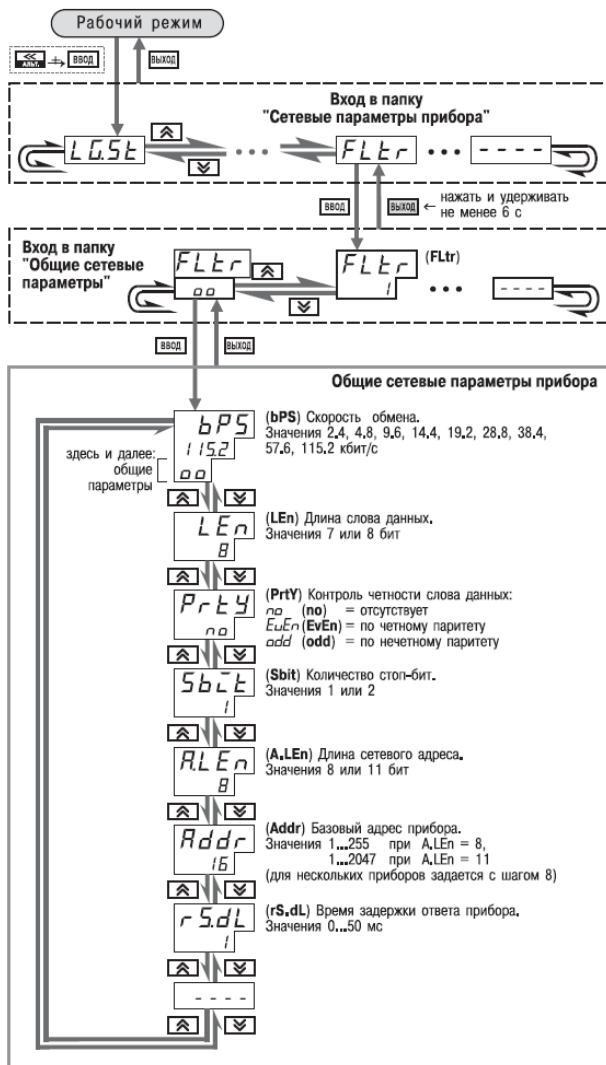 Рабочий режим
АЛЬТ. ВВОД ВЫХОД
Вход в папку
"Сетевые параметры прибора"
LG.St ••• FLtr ••• - - - -
ВВОД ВЫХОД ← нажать и удерживать
не менее 6 с
Вход в папку
"Общие сетевые
параметры"
FLtr
oo
FLtr (FLtr)
1
••• - - - -
ВВОД ВЫХОД
Общие сетевые параметры прибора
bPS
115.2
oo
(bPS) Скорость обмена.
Значения 2.4, 4.8, 9.6, 14.4, 19.2, 28.8, 38.4,
57.6, 115.2 кбит/с
здесь и далее:
общие
параметры
LEn
8
(LEn) Длина слова данных.
Значения 7 или 8 бит
PrtY
no
(PrtY) Контроль четности слова данных:
no (no) = отсутствует
EuEn (EvEn) = по четному паритету
odd (odd) = по нечетному паритету
Sbit
1
(Sbit) Количество стоп-бит.
Значения 1 или 2
A.LEn
8
(A.LEn) Длина сетевого адреса.
Значения 8 или 11 бит
Addr
16
(Addr) Базовый адрес прибора.
Значения 1...255 при A.LEn = 8,
1...2047 при A.LEn = 11
(для нескольких приборов задается с шагом 8)
rS.dL
1
(rS.dL) Время задержки ответа прибора.
Значения 0...50 мс
- - - -